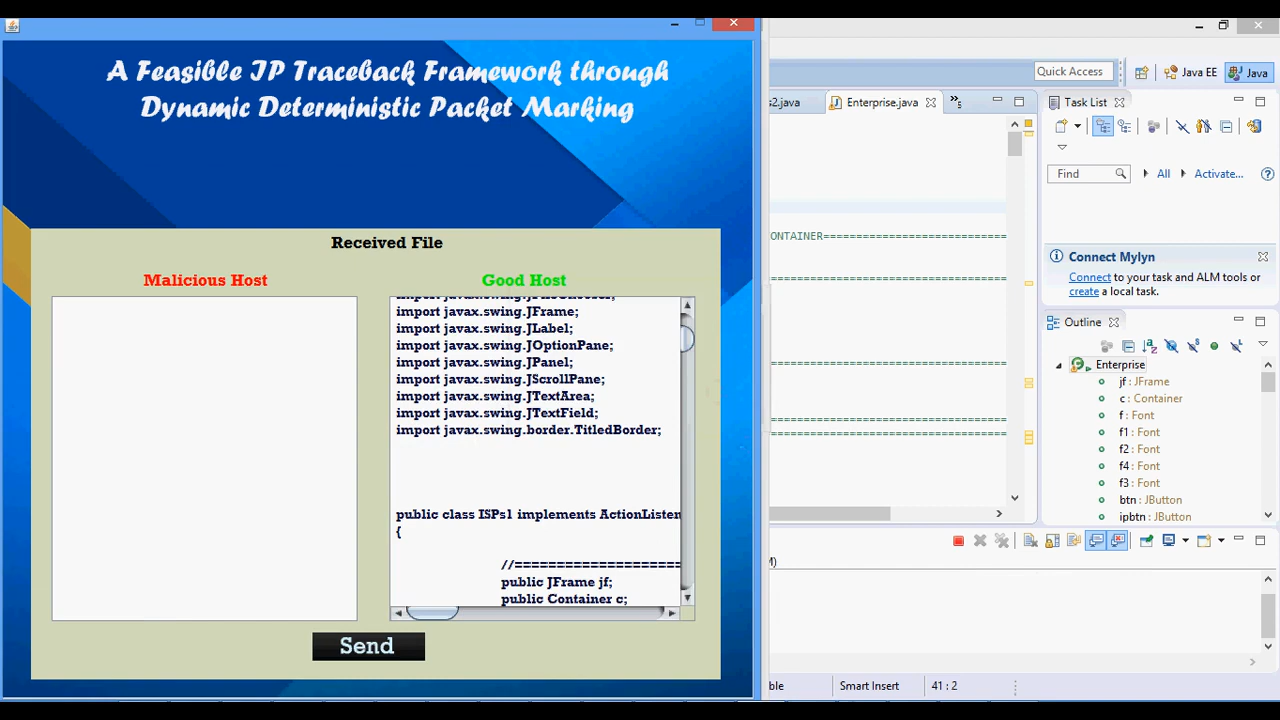 A Feasible IP Traceback Framework through
Dynamic Deterministic Packet Marking
Received File
Malicious Host
Good Host
import javax.swing.JFrame;
import javax.swing.JLabel;
import javax.swing.JOptionPane;
import javax.swing.JPanel;
import javax.swing.JScrollPane;
import javax.swing.JTextArea;
import javax.swing.JTextField;
import javax.swing.border.TitledBorder;
public class ISPs1 implements ActionListen
{
//=====================
public JFrame jf;
public Container c;
Send
Quick Access
Java EE
Java
s2.java
Enterprise.java
»5
ONTAINER==========================
Task List
Find
All
Activate...
Connect Mylyn
Connect to your task and ALM tools or
create a local task.
Outline
Enterprise
jf : JFrame
c : Container
f : Font
f1 : Font
f2 : Font
f4 : Font
f3 : Font
btn : JButton
ipbtn : JButton
Smart Insert
41 : 2